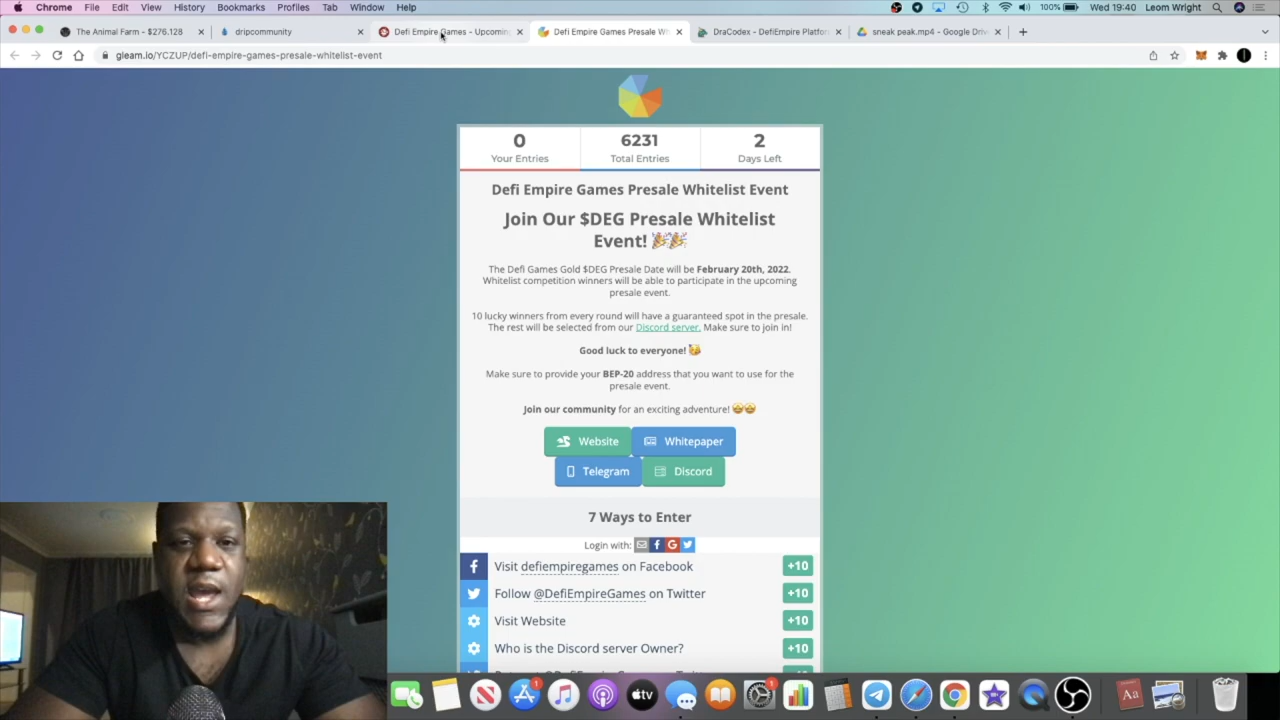 Chrome File Edit View History Bookmarks Profiles Tab Window Help 100% Wed 19:40 Leom Wright
The Animal Farm - $276.128 dripcommunity Defi Empire Games - Upcomin Defi Empire Games Presale Wh DraCodex - DefiEmpire Platfor sneak peak.mp4 - Google Driv
gleam.io/YCZUP/defi-empire-games-presale-whitelist-event
0 6231 2
Your Entries Total Entries Days Left
Defi Empire Games Presale Whitelist Event
Join Our $DEG Presale Whitelist
Event! 🎉🎉
The Defi Games Gold $DEG Presale Date will be February 20th, 2022.
Whitelist competition winners will be able to participate in the upcoming
presale event.
10 lucky winners from every round will have a guaranteed spot in the presale.
The rest will be selected from our Discord server. Make sure to join in!
Good luck to everyone! 🥳
Make sure to provide your BEP-20 address that you want to use for the
presale event.
Join our community for an exciting adventure! 🤩🤩
Website Whitepaper
Telegram Discord
7 Ways to Enter
Login with:
Visit defiempiregames on Facebook +10
Follow @DefiEmpireGames on Twitter +10
Visit Website +10
Who is the Discord server Owner? +10